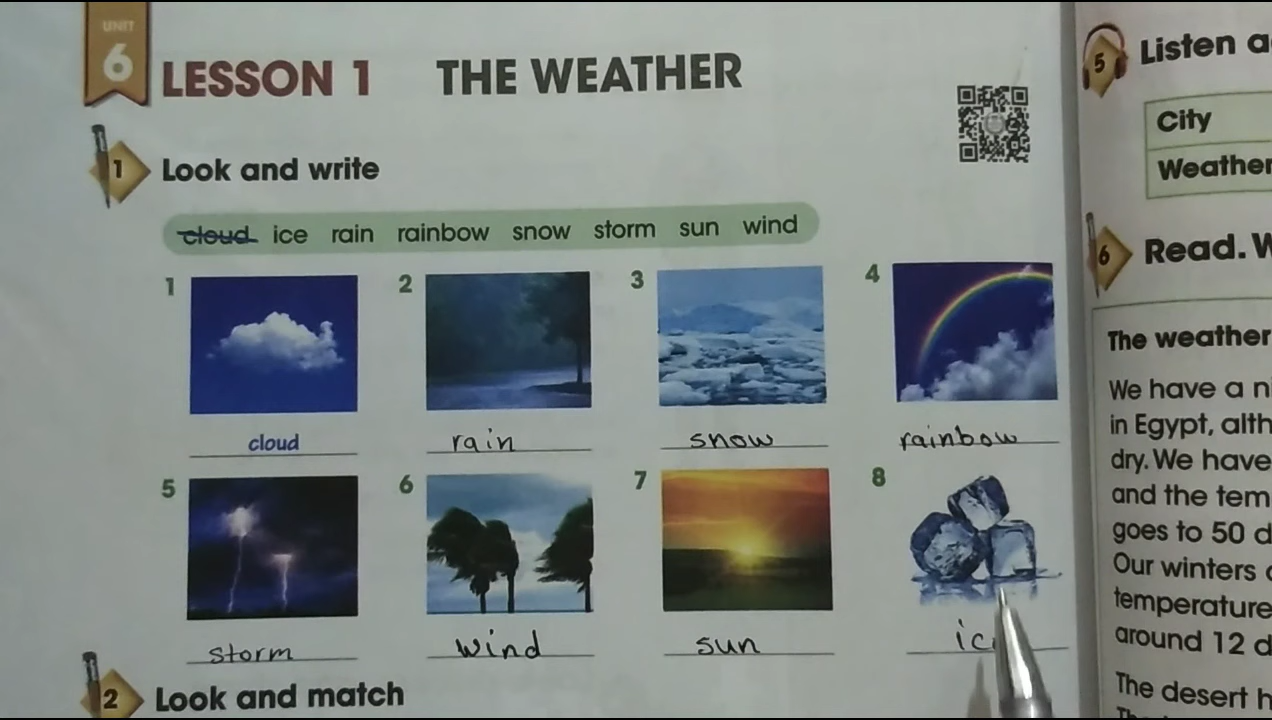 UNIT
6
LESSON 1 THE WEATHER
1 Look and write
cloud ice rain rainbow snow storm sun wind
1 2 3 4
cloud rain snow rainbow
5 6 7 8
storm wind sun
2 Look and match
5 Listen
City
Weather
6 Read.
The weather
We have a
in Egypt,
dry. We have
and the
goes to 50
Our winters
temperature
around 12
The desert